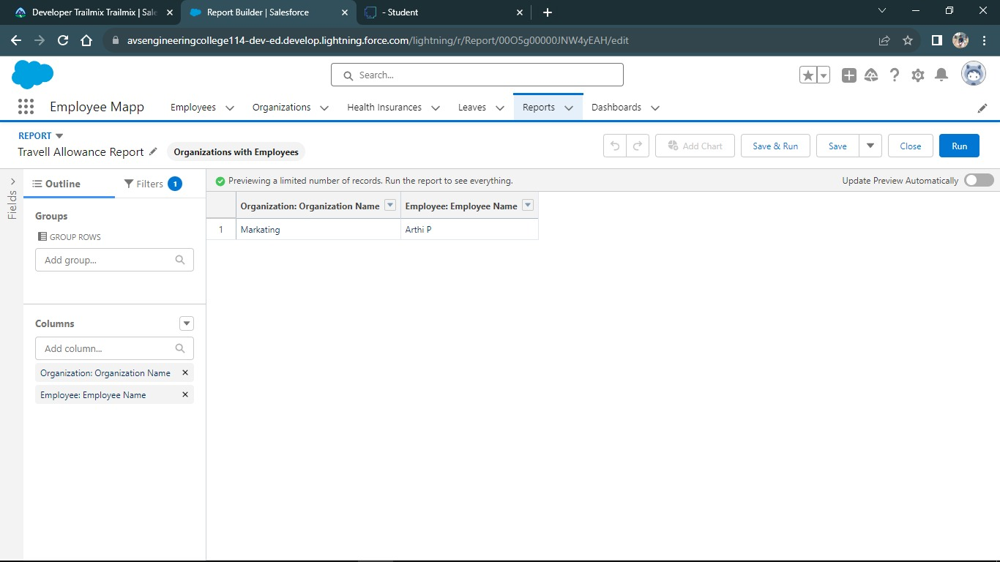 Developer Trailmix Trailmix | Sale
Report Builder | Salesforce
- Student
avsengineeringcollege114-dev-ed.develop.lightning.force.com/lightning/r/Report/00O5g00000JNW4yEAH/edit
Search...
Employee Mapp
Employees
Organizations
Health Insurances
Leaves
Reports
Dashboards
REPORT
Travell Allowance Report
Organizations with Employees
Add Chart
Save & Run
Save
Close
Run
Fields
Outline
Filters 1
Previewing a limited number of records. Run the report to see everything.
Update Preview Automatically
Groups
GROUP ROWS
Add group...
Columns
Add column...
Organization: Organization Name
Employee: Employee Name
Organization: Organization Name Employee: Employee Name
1 Markating Arthi P